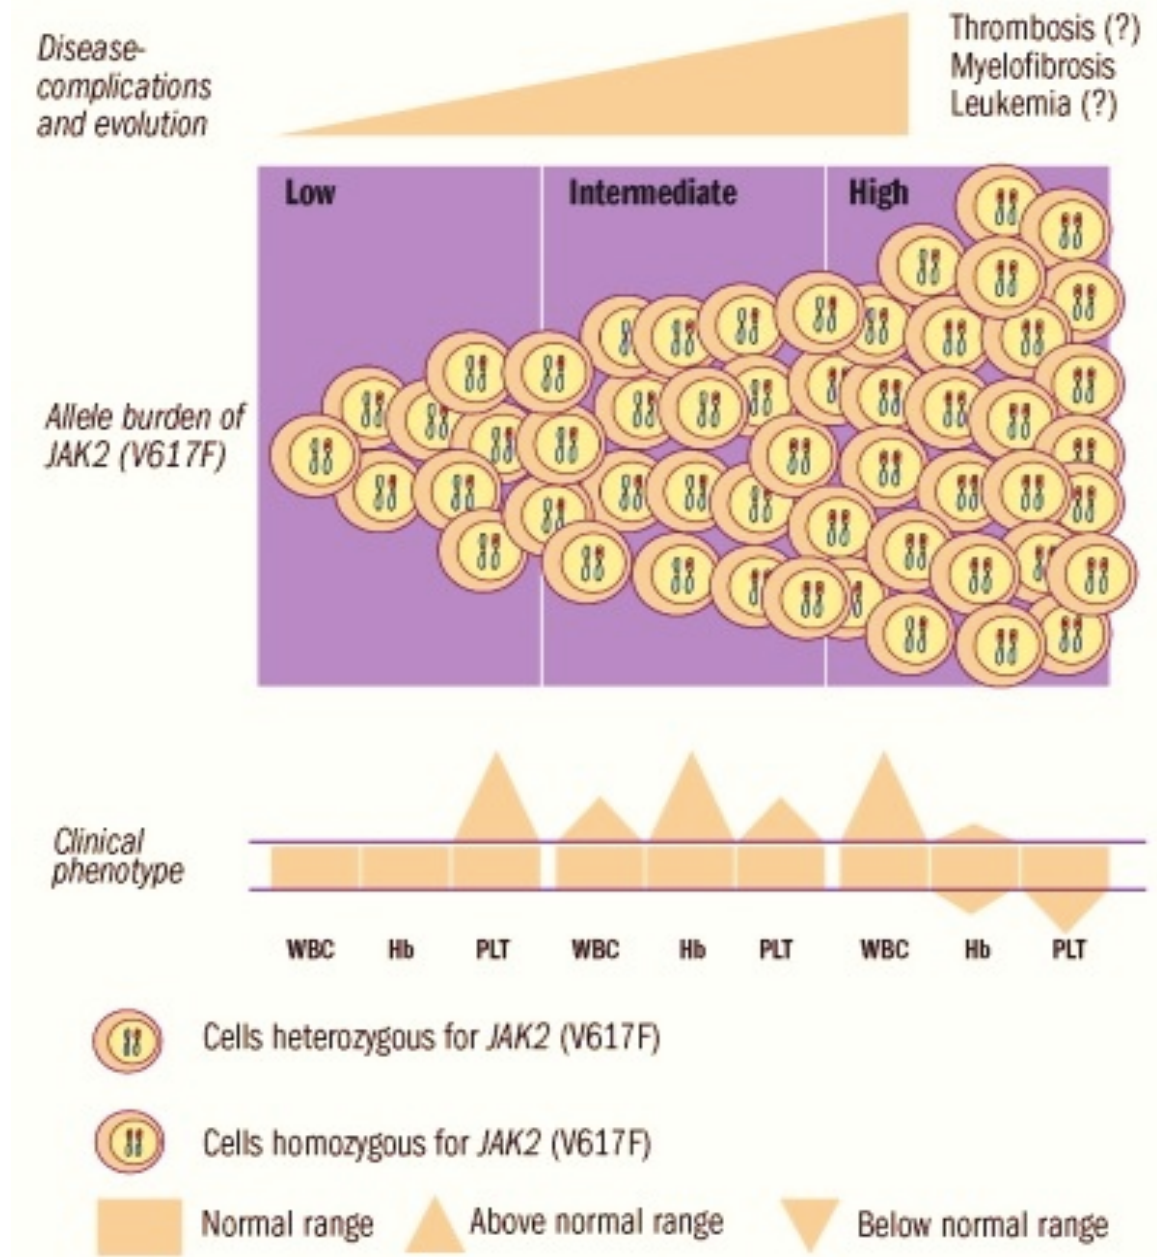 Disease-
complications
and evolution
Thrombosis (?)
Myelofibrosis
Leukemia (?)
Low
Intermediate
High
Allele burden of
JAK2 (V617F)
Clinical
phenotype
WBC Hb PLT WBC Hb PLT WBC Hb PLT
Cells heterozygous for JAK2 (V617F)
Cells homozygous for JAK2 (V617F)
Normal range
Above normal range
Below normal range